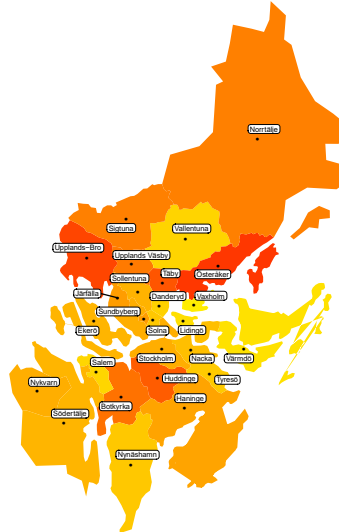 Norrtälje
Sigtuna
Vallentuna
Upplands−Bro
Upplands Väsby
Täby
Österåker
Sollentuna
Järfälla
Danderyd
Vaxholm
Sundbyberg
Ekerö
Solna
Lidingö
Salem
Stockholm
Nacka
Värmdö
Nykvarn
Huddinge
Tyresö
Botkyrka
Haninge
Södertälje
Nynäshamn